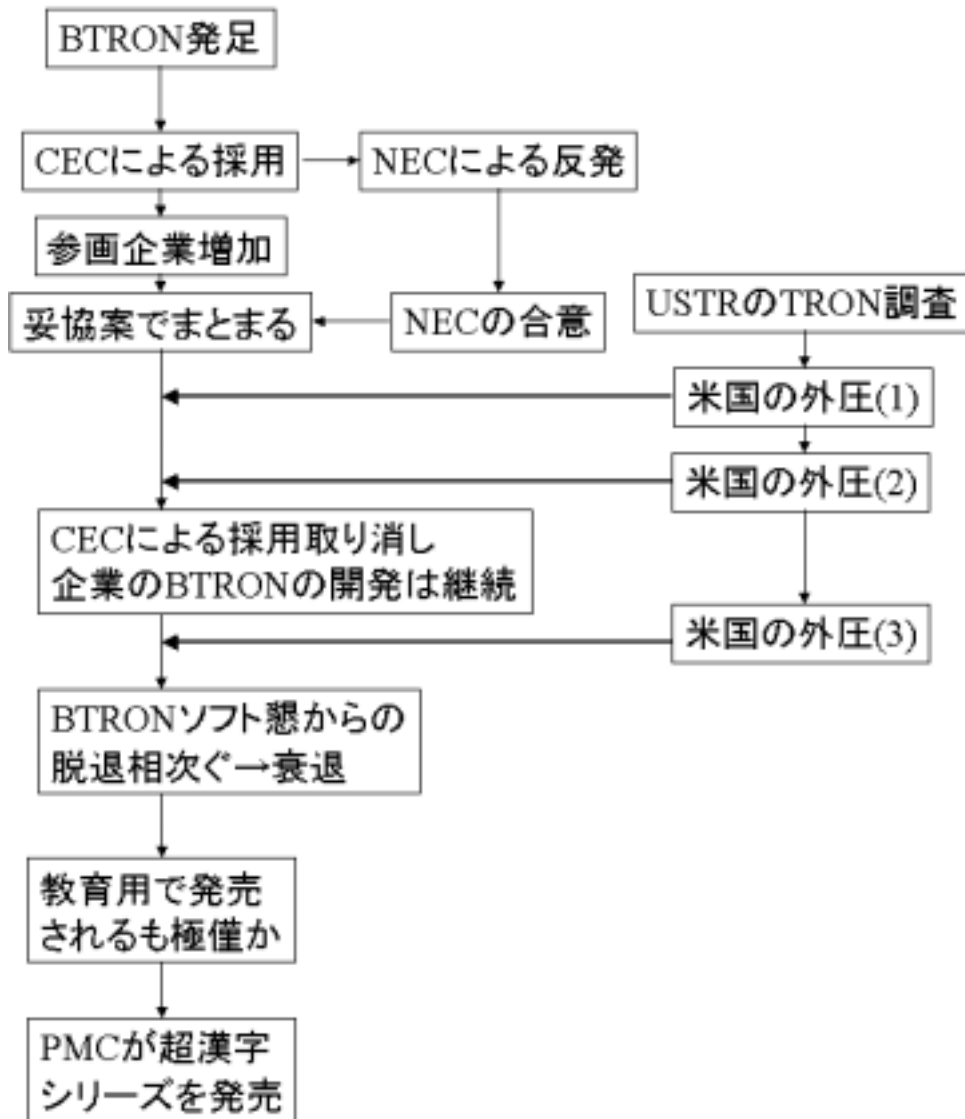 BTRON発足
CECによる採用
NECによる反発
参画企業増加
妥協案でまとまる
NECの合意
USTRのTRON調査
米国の外圧(1)
米国の外圧(2)
CECによる採用取り消し
企業のBTRONの開発は継続
米国の外圧(3)
BTRONソフト懇からの
脱退相次ぐ→衰退
教育用で発売
されるも極僅か
PMCが超漢字
シリーズを発売